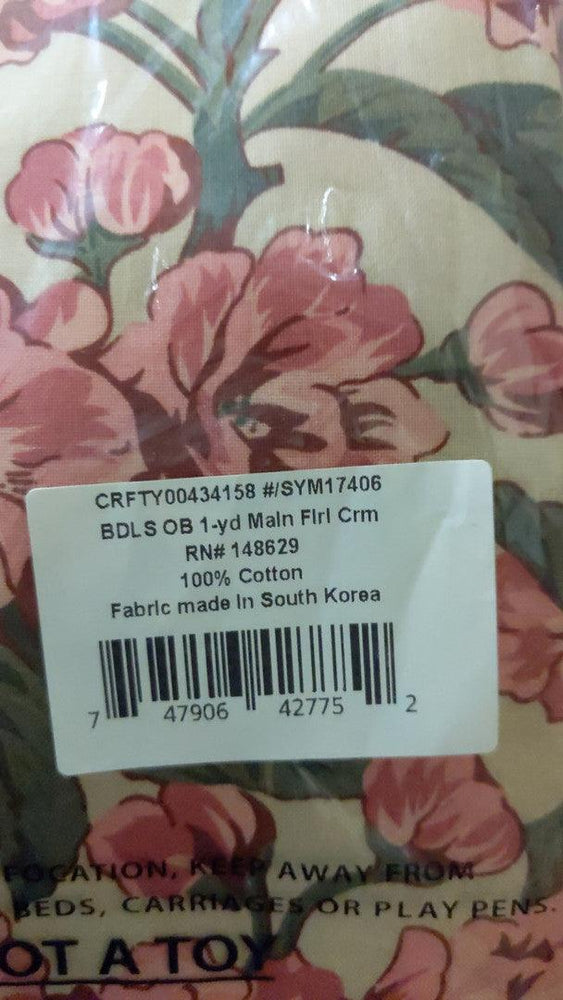 CRFTY00434158 #/SYM17406
BDLS OB 1-yd Main Flrl Crm
RN# 148629
100% Cotton
Fabric made in South Korea
7 47906 42775 2
FOCATION, KEEP AWAY FROM
BEDS, CARRIAGES OR PLAY PENS.
OT A TOY